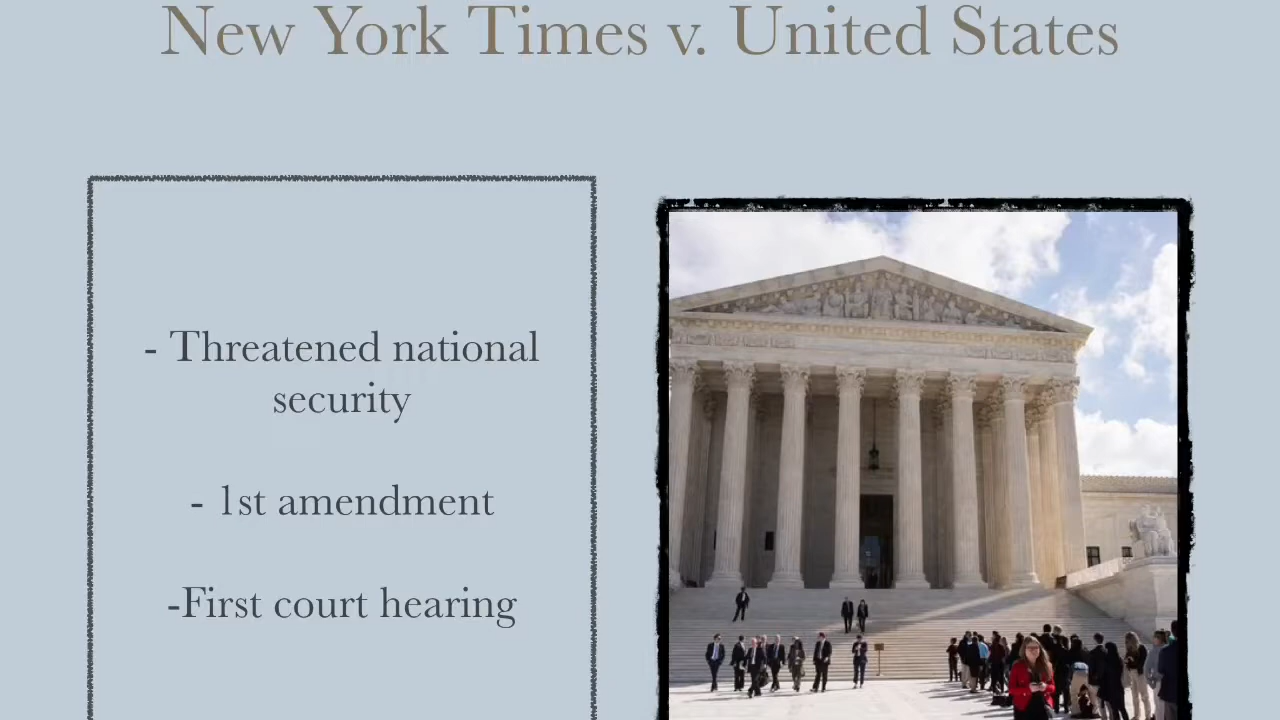 New York Times v. United States
- Threatened national
security
- 1st amendment
-First court hearing